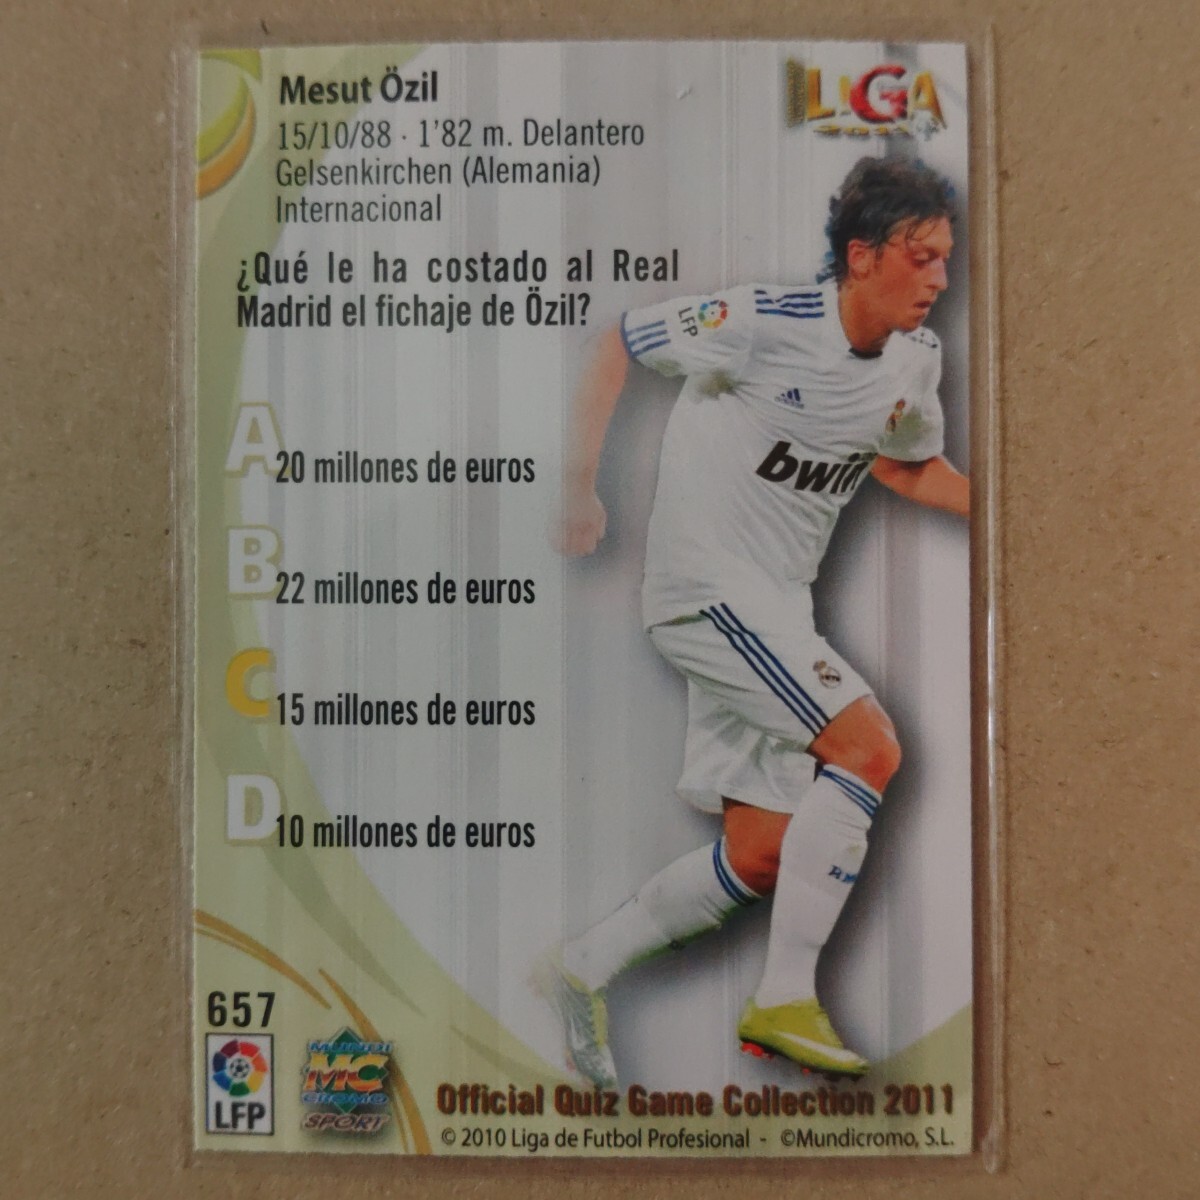 Mesut Özil
LIGA
2011
15/10/88 · 1'82 m. Delantero
Gelsenkirchen (Alemania)
Internacional
¿Qué le ha costado al Real
Madrid el fichaje de Özil?
LFP
adidas
bwin
A 20 millones de euros
B 22 millones de euros
C 15 millones de euros
D 10 millones de euros
657
LFP
MUNDI
MC
CROMO
SPORT
Official Quiz Game Collection 2011
© 2010 Liga de Futbol Profesional - ©Mundicromo, S.L.